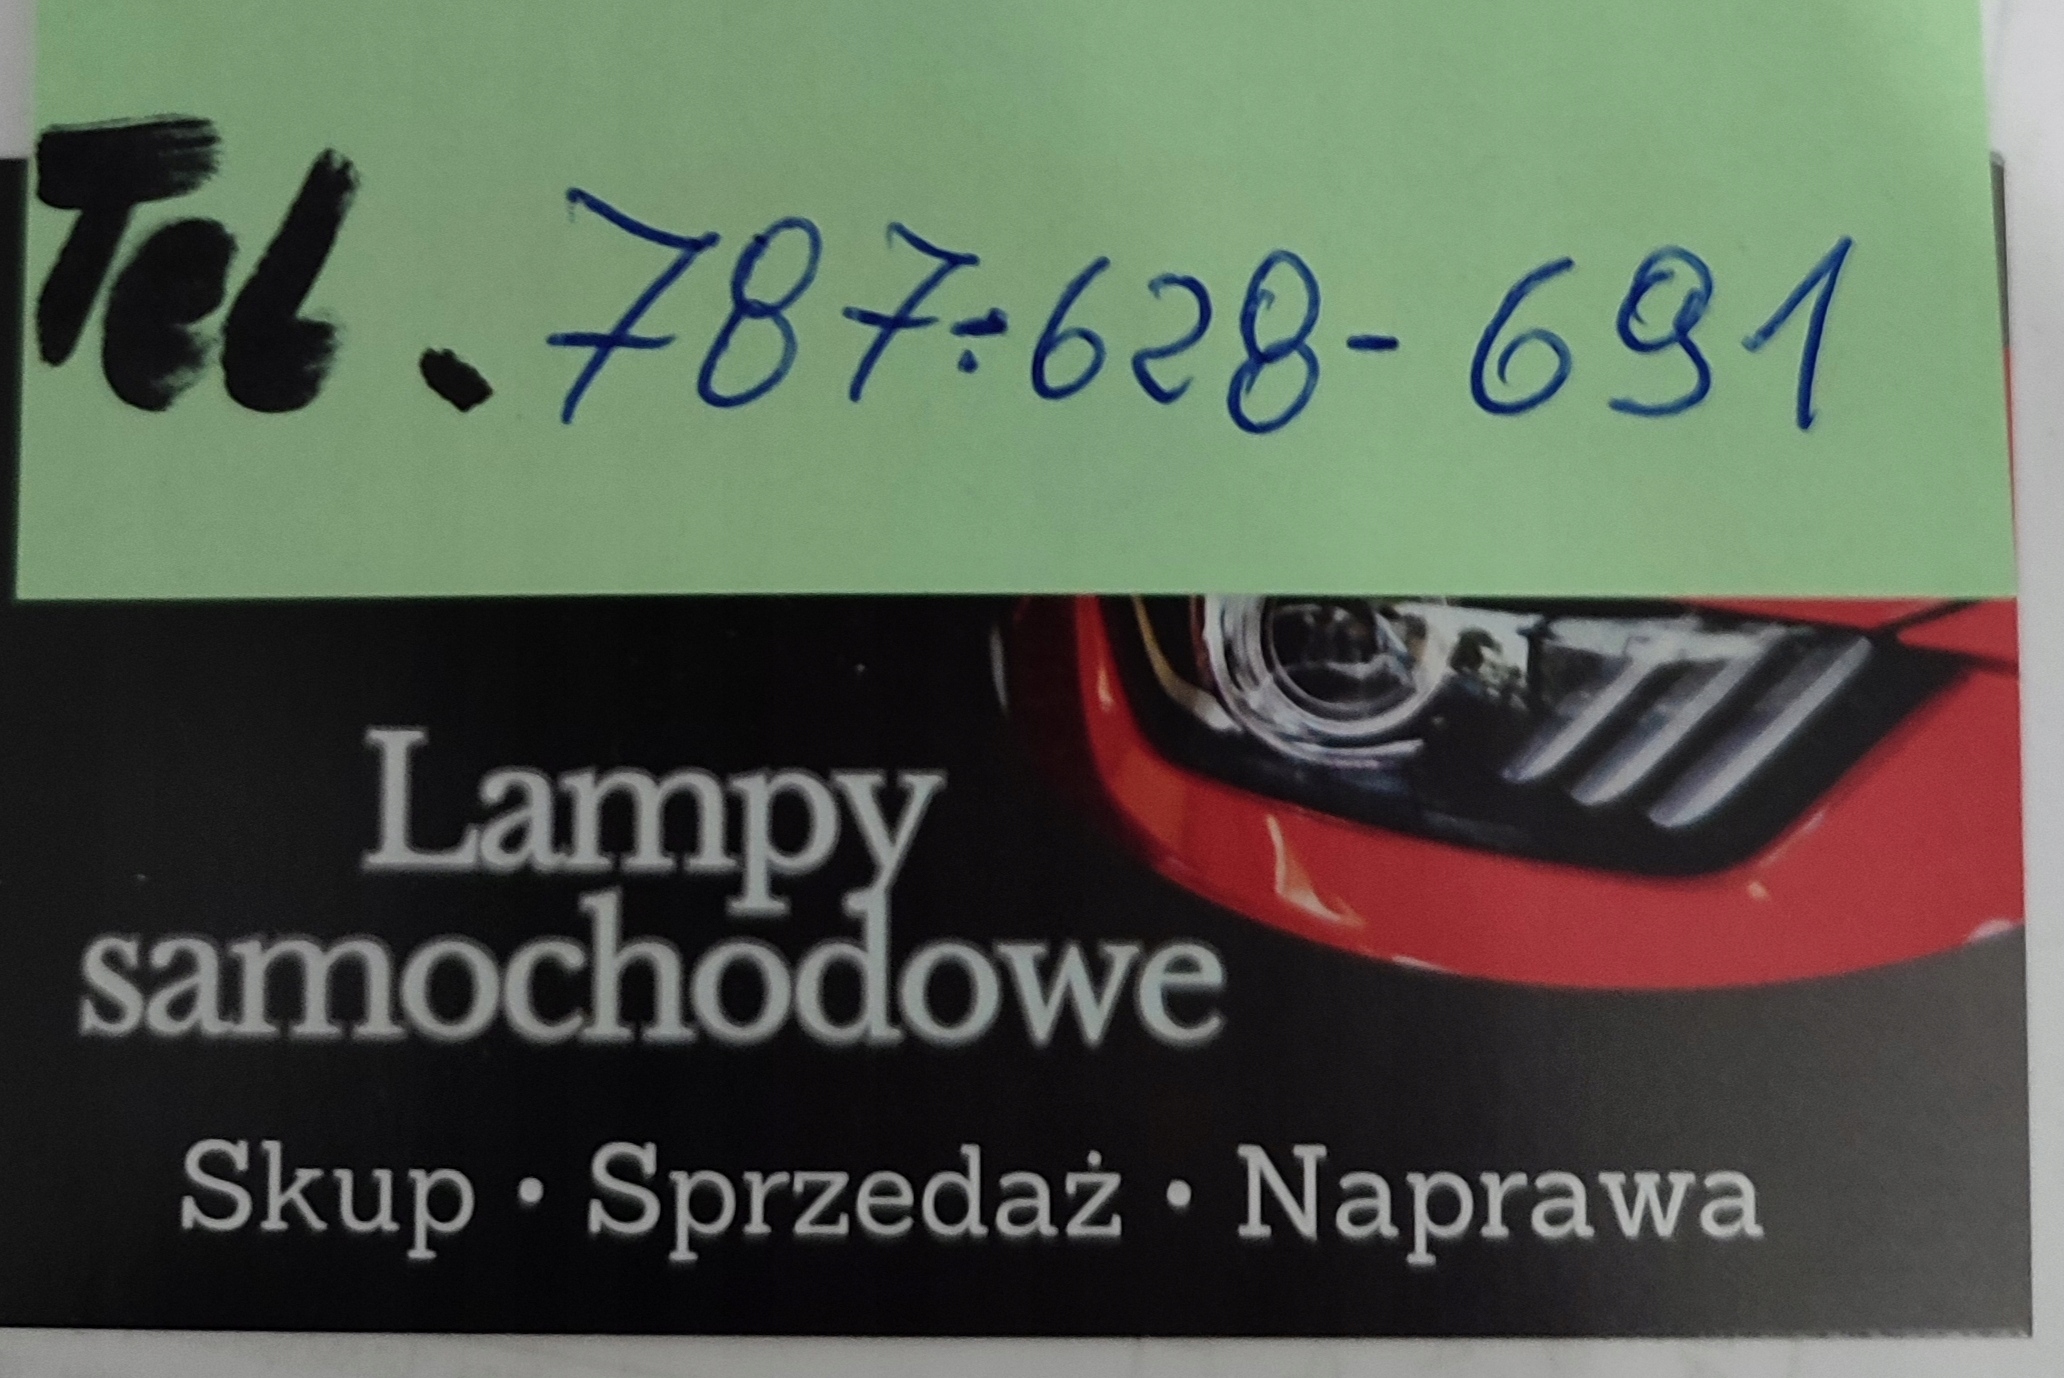 Tel. 787-628-691
Lampy
samochodowe
Skup • Sprzedaż • Naprawa